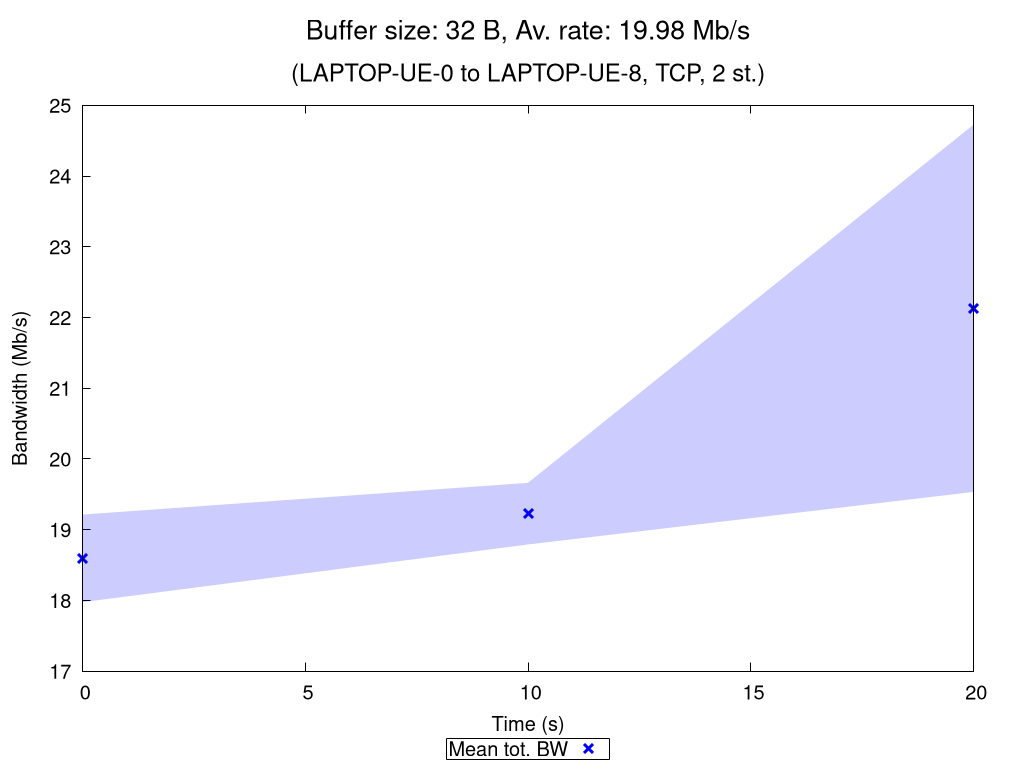 Buffer size: 32 B, Av. rate: 19.98 Mb/s
(LAPTOP-UE-0 to LAPTOP-UE-8, TCP, 2 st.)
25
24
23
22
21
20
19
18
17
Bandwidth (Mb/s)
0 5 10 15 20
Time (s)
Mean tot. BW